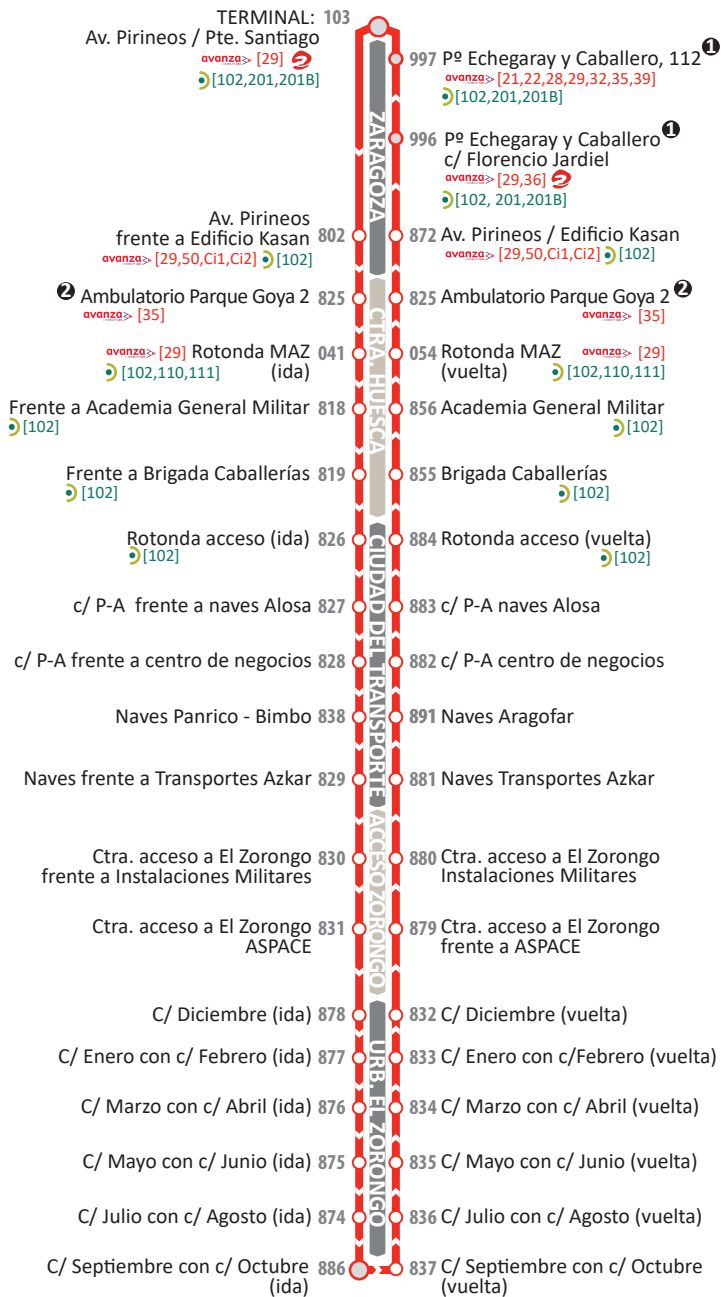 TERMINAL: 103
Av. Pirineos / Pte. Santiago
avanza [29]
[102,201,201B]
997 Pº Echegaray y Caballero, 112 1
avanza [21,22,28,29,32,35,39]
[102,201,201B]
996 Pº Echegaray y Caballero 1
c/ Florencio Jardiel
avanza [29,36]
[102, 201,201B]
ZARAGOZA
Av. Pirineos
frente a Edificio Kasan 802
avanza [29,50,Ci1,Ci2] [102]
872 Av. Pirineos / Edificio Kasan
avanza [29,50,Ci1,Ci2] [102]
2 Ambulatorio Parque Goya 2 825
avanza [35]
825 Ambulatorio Parque Goya 2 2
avanza [35]
CTRA. HUESCA
avanza [29] Rotonda MAZ 041
[102,110,111] (ida)
054 Rotonda MAZ avanza [29]
(vuelta) [102,110,111]
Frente a Academia General Militar 818
[102]
856 Academia General Militar
[102]
Frente a Brigada Caballerías 819
[102]
855 Brigada Caballerías
[102]
CIUDAD DEL TRANSPORTE
Rotonda acceso (ida) 826
[102]
884 Rotonda acceso (vuelta)
[102]
c/ P-A frente a naves Alosa 827
883 c/ P-A naves Alosa
c/ P-A frente a centro de negocios 828
882 c/ P-A centro de negocios
Naves Panrico - Bimbo 838
891 Naves Aragofar
Naves frente a Transportes Azkar 829
881 Naves Transportes Azkar
ACCESO ZORONGO
Ctra. acceso a El Zorongo 830
frente a Instalaciones Militares
880 Ctra. acceso a El Zorongo
Instalaciones Militares
Ctra. acceso a El Zorongo 831
ASPACE
879 Ctra. acceso a El Zorongo
frente a ASPACE
URB. EL ZORONGO
C/ Diciembre (ida) 878
832 C/ Diciembre (vuelta)
C/ Enero con c/ Febrero (ida) 877
833 C/ Enero con c/Febrero (vuelta)
C/ Marzo con c/ Abril (ida) 876
834 C/ Marzo con c/ Abril (vuelta)
C/ Mayo con c/ Junio (ida) 875
835 C/ Mayo con c/ Junio (vuelta)
C/ Julio con c/ Agosto (ida) 874
836 C/ Julio con c/ Agosto (vuelta)
C/ Septiembre con c/ Octubre 886
(ida)
837 C/ Septiembre con c/ Octubre
(vuelta)